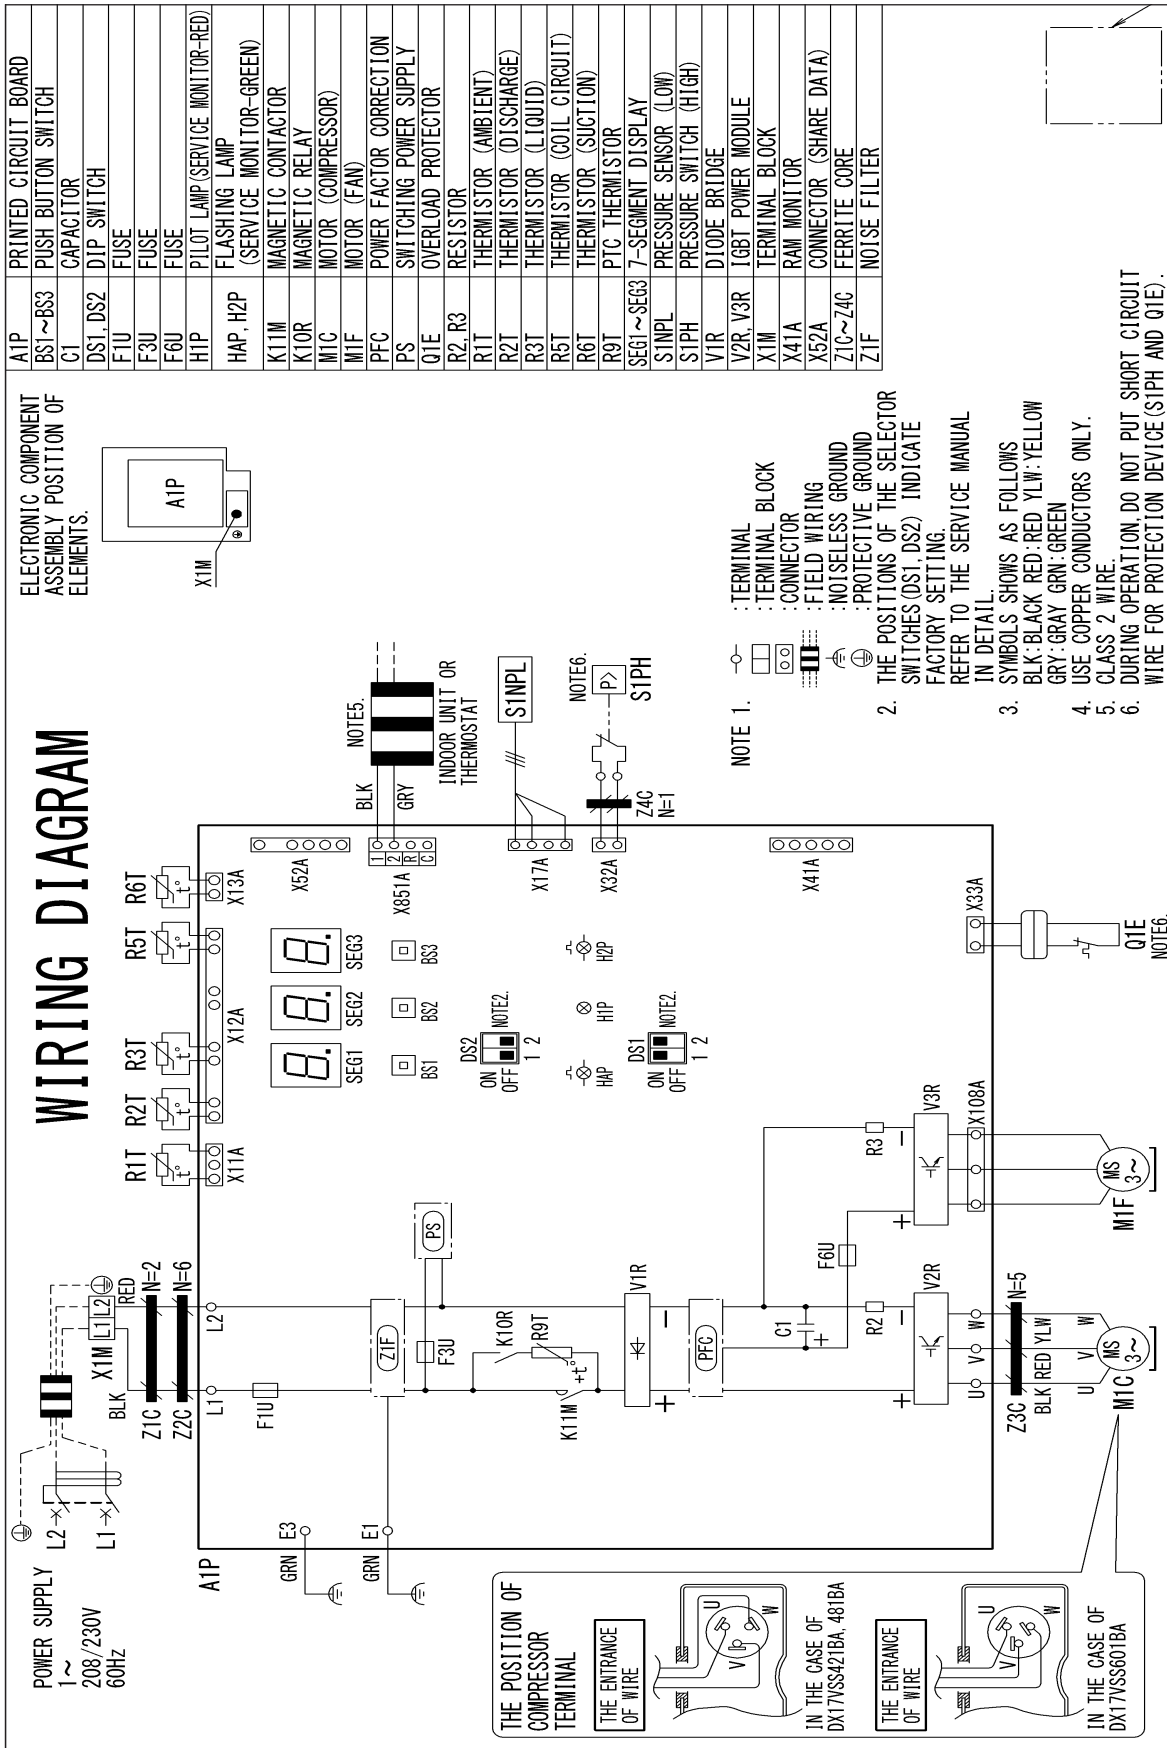 WIRING DIAGRAM
POWER SUPPLY
1~
208/230V
60Hz
L2
L1
X1M
L1 L2
BLK
RED
Z1C
N=2
Z2C
N=6
L1
L2
A1P
GRN E3
GRN E1
F1U
Z1F
F3U
PS
K10R
R9T
K11M
+t°
V1R
+
−
PFC
C1
+
F6U
R2
R3
V2R
+
−
V3R
+
−
U V W
X108A
Z3C
N=5
BLK RED YLW
U V W
MS
3~
M1C
MS
3~
M1F
R1T
t°
X11A
R2T
t°
R3T
t°
X12A
R5T
t°
R6T
t°
X13A
SEG1
SEG2
SEG3
BS1
BS2
BS3
DS2
ON
OFF
1 2
NOTE2.
HAP
H1P
H2P
DS1
ON
OFF
1 2
NOTE2.
X52A
X851A
1
2
R
C
BLK
GRY
NOTE5.
INDOOR UNIT OR
THERMOSTAT
X17A
S1NPL
X32A
Z4C
N=1
NOTE6.
P>
S1PH
X41A
X33A
Q1E
NOTE6.
THE POSITION OF
COMPRESSOR
TERMINAL
THE ENTRANCE
OF WIRE
U
V
W
IN THE CASE OF
DX17VSS421BA, 481BA
THE ENTRANCE
OF WIRE
U
V
W
IN THE CASE OF
DX17VSS601BA
ELECTRONIC COMPONENT
ASSEMBLY POSITION OF
ELEMENTS.
A1P
X1M
NOTE 1.
:TERMINAL
:TERMINAL BLOCK
:CONNECTOR
:FIELD WIRING
:NOISELESS GROUND
:PROTECTIVE GROUND
2. THE POSITIONS OF THE SELECTOR
SWITCHES(DS1, DS2) INDICATE
FACTORY SETTING.
REFER TO THE SERVICE MANUAL
IN DETAIL.
3. SYMBOLS SHOWS AS FOLLOWS
BLK:BLACK RED:RED YLW:YELLOW
GRY:GRAY GRN:GREEN
4. USE COPPER CONDUCTORS ONLY.
5. CLASS 2 WIRE.
6. DURING OPERATION, DO NOT PUT SHORT CIRCUIT
WIRE FOR PROTECTION DEVICE(S1PH AND Q1E).
A1P PRINTED CIRCUIT BOARD
BS1~BS3 PUSH BUTTON SWITCH
C1 CAPACITOR
DS1, DS2 DIP SWITCH
F1U FUSE
F3U FUSE
F6U FUSE
H1P PILOT LAMP(SERVICE MONITOR-RED)
HAP, H2P FLASHING LAMP
(SERVICE MONITOR-GREEN)
K11M MAGNETIC CONTACTOR
K10R MAGNETIC RELAY
M1C MOTOR (COMPRESSOR)
M1F MOTOR (FAN)
PFC POWER FACTOR CORRECTION
PS SWITCHING POWER SUPPLY
Q1E OVERLOAD PROTECTOR
R2, R3 RESISTOR
R1T THERMISTOR (AMBIENT)
R2T THERMISTOR (DISCHARGE)
R3T THERMISTOR (LIQUID)
R5T THERMISTOR (COIL CIRCUIT)
R6T THERMISTOR (SUCTION)
R9T PTC THERMISTOR
SEG1~SEG3 7-SEGMENT DISPLAY
S1NPL PRESSURE SENSOR (LOW)
S1PH PRESSURE SWITCH (HIGH)
V1R DIODE BRIDGE
V2R, V3R IGBT POWER MODULE
X1M TERMINAL BLOCK
X41A RAM MONITOR
X52A CONNECTOR (SHARE DATA)
Z1C~Z4C FERRITE CORE
Z1F NOISE FILTER